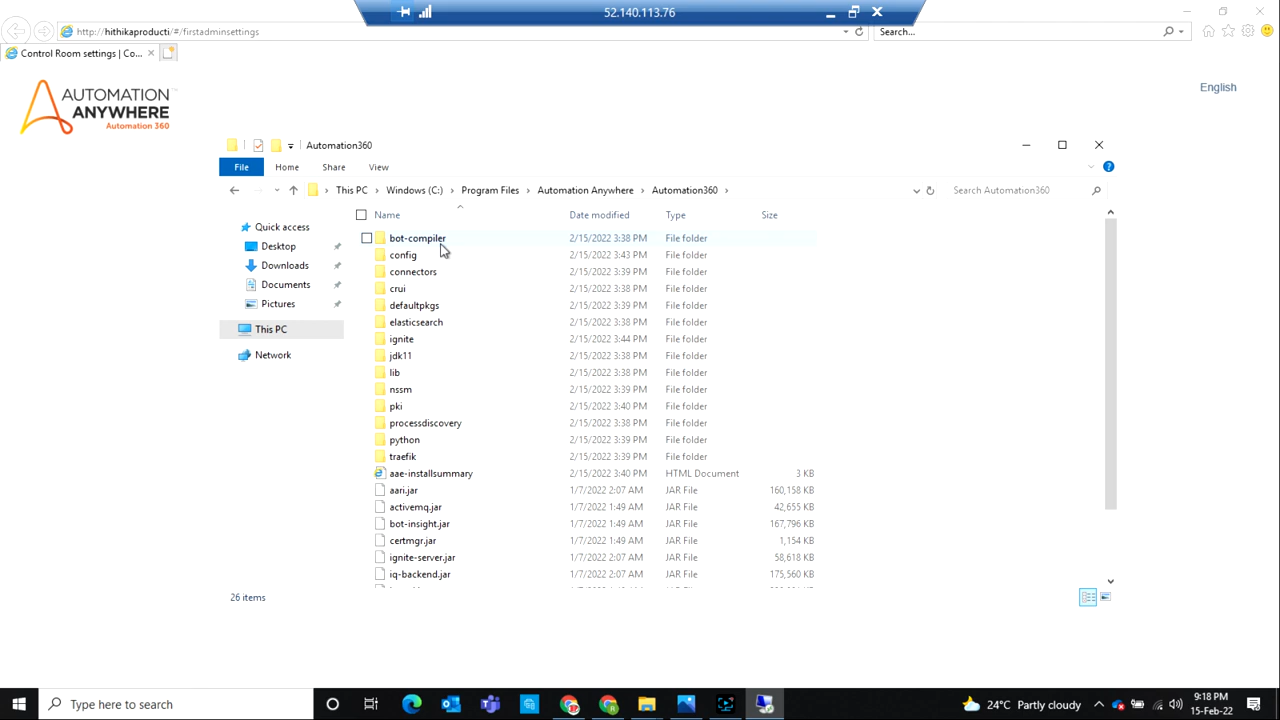 52.140.113.76
http://hithikaproducti/#/firstadminsettings
Search...
Control Room settings | Co...
English
AUTOMATION
ANYWHERE
Automation 360
Automation360
File Home Share View
This PC > Windows (C:) > Program Files > Automation Anywhere > Automation360 >
Search Automation360
Name Date modified Type Size
Quick access
Desktop
Downloads
Documents
Pictures
This PC
Network
bot-compiler 2/15/2022 3:38 PM File folder
config 2/15/2022 3:43 PM File folder
connectors 2/15/2022 3:39 PM File folder
crui 2/15/2022 3:38 PM File folder
defaultpkgs 2/15/2022 3:39 PM File folder
elasticsearch 2/15/2022 3:38 PM File folder
ignite 2/15/2022 3:44 PM File folder
jdk11 2/15/2022 3:38 PM File folder
lib 2/15/2022 3:38 PM File folder
nssm 2/15/2022 3:39 PM File folder
pki 2/15/2022 3:40 PM File folder
processdiscovery 2/15/2022 3:38 PM File folder
python 2/15/2022 3:39 PM File folder
traefik 2/15/2022 3:39 PM File folder
aae-installsummary 2/15/2022 3:40 PM HTML Document 3 KB
aari.jar 1/7/2022 2:07 AM JAR File 160,158 KB
activemq.jar 1/7/2022 1:49 AM JAR File 42,655 KB
bot-insight.jar 1/7/2022 1:49 AM JAR File 167,796 KB
certmgr.jar 1/7/2022 1:49 AM JAR File 1,154 KB
ignite-server.jar 1/7/2022 2:07 AM JAR File 58,618 KB
iq-backend.jar 1/7/2022 2:07 AM JAR File 175,560 KB
26 items
Type here to search
24°C Partly cloudy
9:18 PM
15-Feb-22